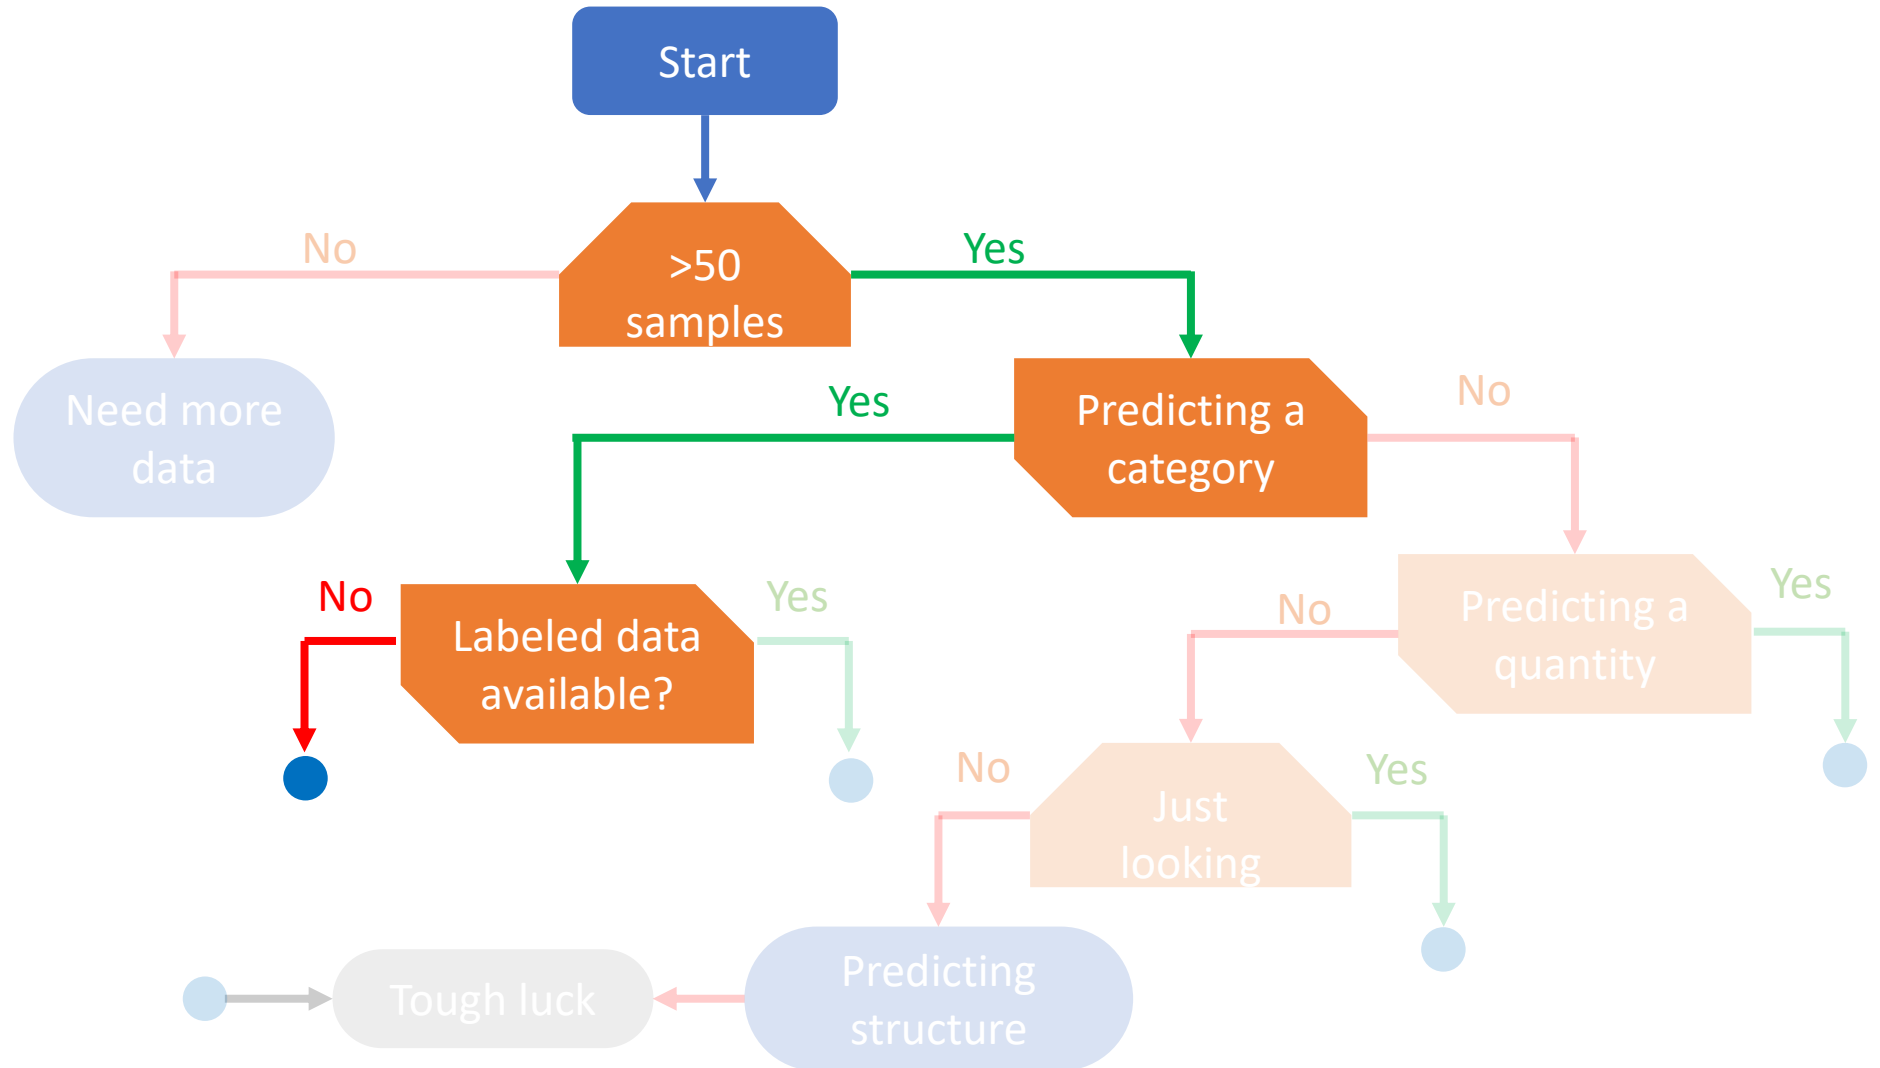 Start
No
>50
samples
Yes
Need more
data
Yes
Predicting a
category
No
No
Labeled data
available?
Yes
No
Predicting a
quantity
Yes
No
Just
looking
Yes
Tough luck
Predicting
structure